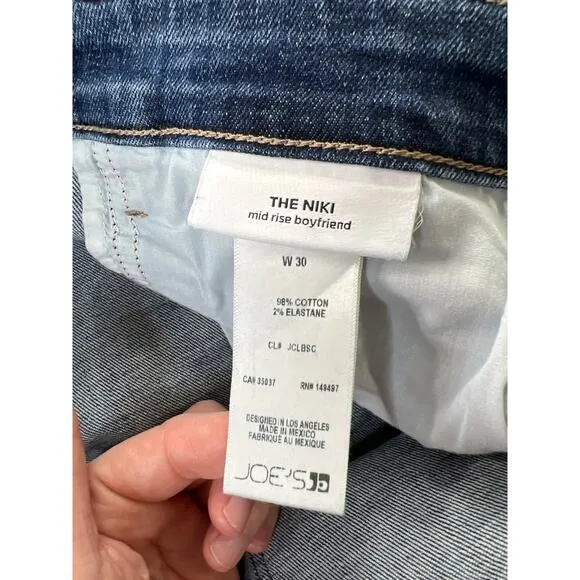 THE NIKI
mid rise boyfriend
W 30
98% COTTON
2% ELASTANE
CL# JCLBSC
CA# 35037 RN# 149497
DESIGNED IN LOS ANGELES
MADE IN MEXICO
FABRIQUE AU MEXIQUE
JOE'S